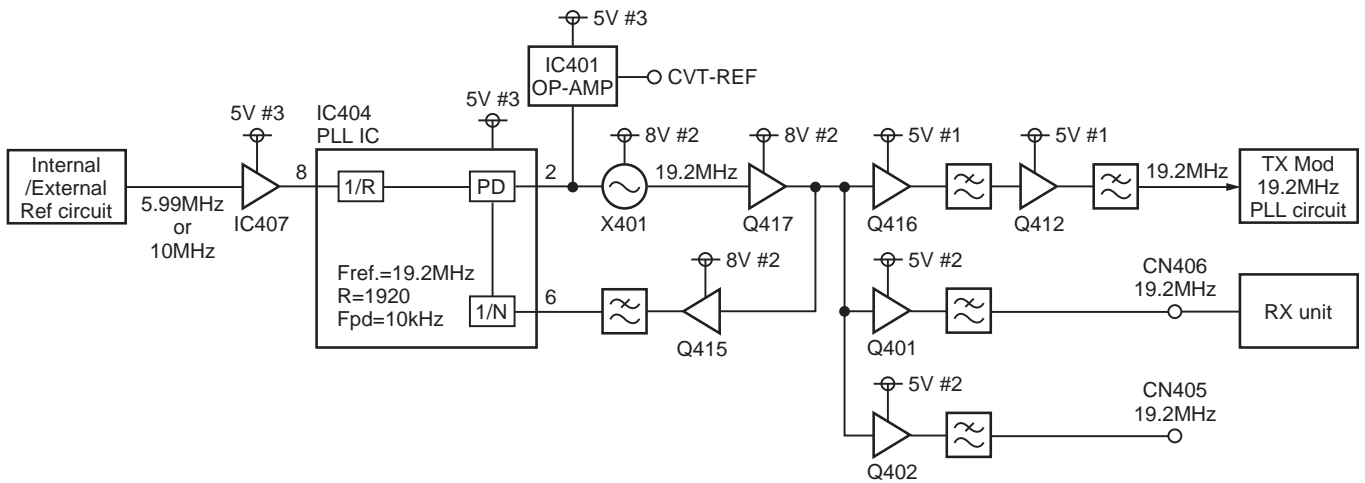 5V #3
IC401
OP-AMP
CVT-REF
5V #3
IC404
PLL IC
5V #3
8V #2
8V #2
5V #1
5V #1
Internal
/External
Ref circuit
5.99MHz
or
10MHz
IC407
8
1/R
PD
2
X401
19.2MHz
Q417
Q416
Q412
19.2MHz
TX Mod
19.2MHz
PLL circuit
Fref.=19.2MHz
R=1920
Fpd=10kHz
1/N
6
8V #2
Q415
5V #2
Q401
CN406
19.2MHz
RX unit
5V #2
Q402
CN405
19.2MHz